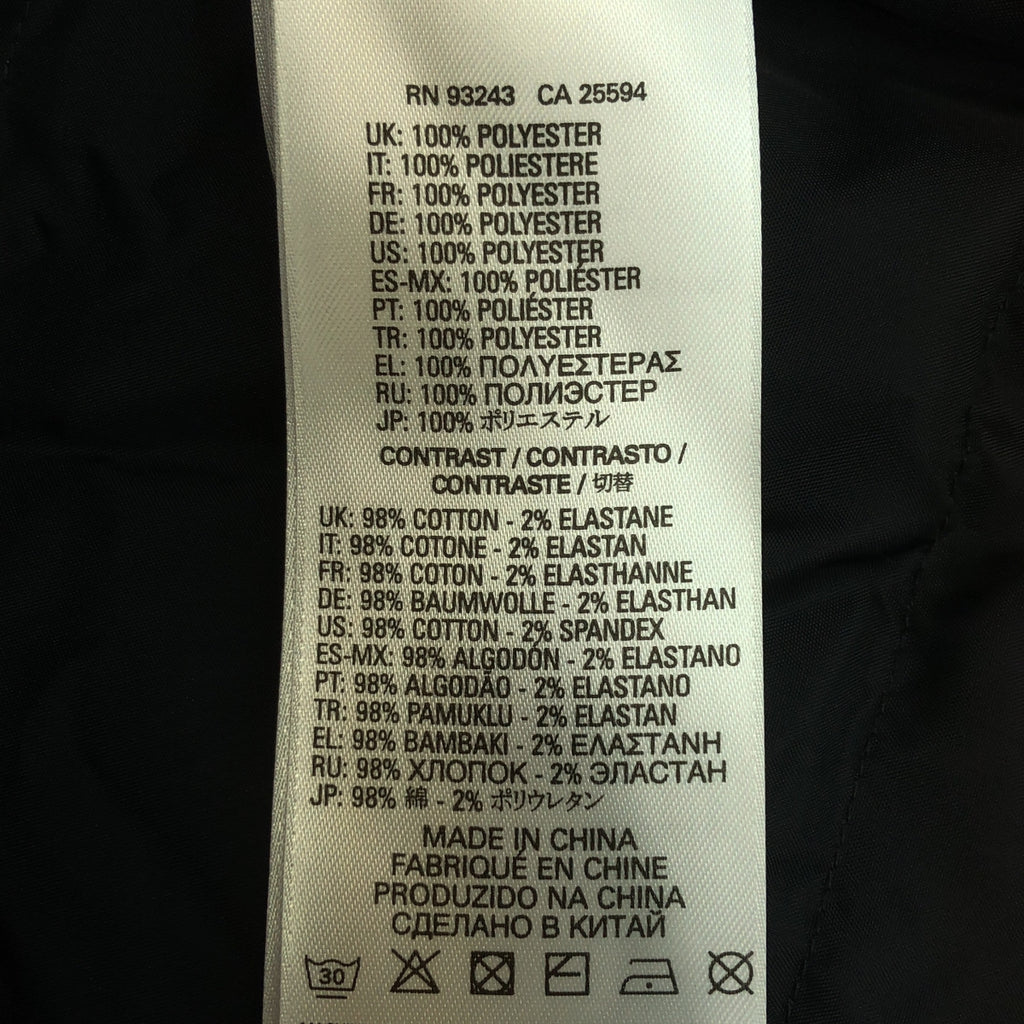 RN 93243 CA 25594
UK: 100% POLYESTER
IT: 100% POLIESTERE
FR: 100% POLYESTER
DE: 100% POLYESTER
US: 100% POLYESTER
ES-MX: 100% POLIÉSTER
PT: 100% POLIÉSTER
TR: 100% POLYESTER
EL: 100% ΠΟΛΥΕΣΤΕΡΑΣ
RU: 100% ПОЛИЭСТЕР
JP: 100% ポリエステル
CONTRAST / CONTRASTO /
CONTRASTE / 切替
UK: 98% COTTON - 2% ELASTANE
IT: 98% COTONE - 2% ELASTAN
FR: 98% COTON - 2% ELASTHANNE
DE: 98% BAUMWOLLE - 2% ELASTHAN
US: 98% COTTON - 2% SPANDEX
ES-MX: 98% ALGODÓN - 2% ELASTANO
PT: 98% ALGODÃO - 2% ELASTANO
TR: 98% PAMUKLU - 2% ELASTAN
EL: 98% ΒΑΜΒΑΚΙ - 2% ΕΛΑΣΤΑΝΗ
RU: 98% ХЛОПОК - 2% ЭЛАСТАН
JP: 98% 綿 - 2% ポリウレタン
MADE IN CHINA
FABRIQUÉ EN CHINE
PRODUZIDO NA CHINA
СДЕЛАНО В КИТАЙ
30